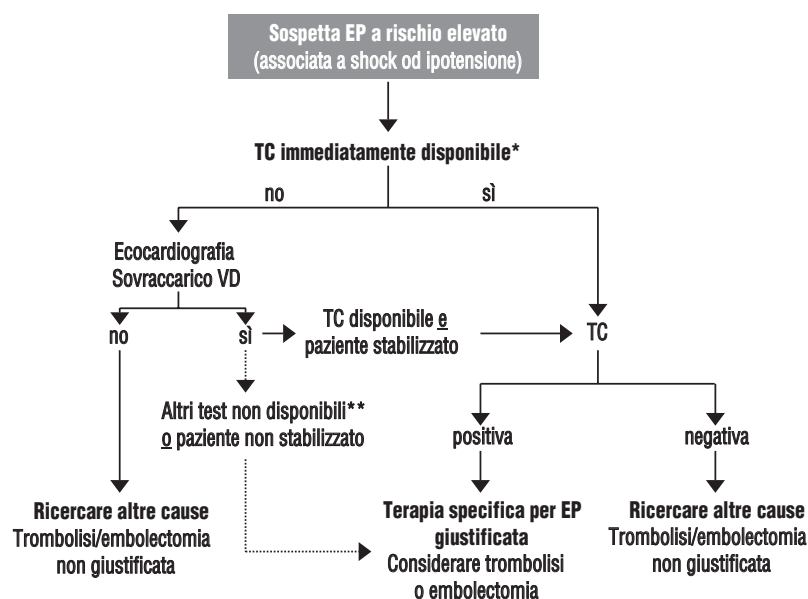 Sospetta EP a rischio elevato
(associata a shock od ipotensione)
TC immediatamente disponibile*
no
sì
Ecocardiografia
Sovraccarico VD
no
sì
TC disponibile e
paziente stabilizzato
TC
Altri test non disponibili**
o paziente non stabilizzato
positiva
negativa
Ricercare altre cause
Trombolisi/embolectomia
non giustificata
Terapia specifica per EP
giustificata
Considerare trombolisi
o embolectomia
Ricercare altre cause
Trombolisi/embolectomia
non giustificata